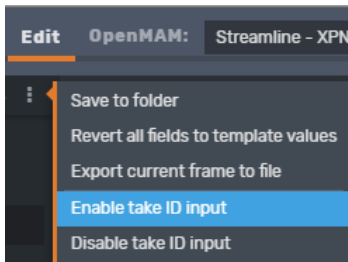 Edit OpenMAM: Streamline - XPN
Save to folder
Revert all fields to template values
Export current frame to file
Enable take ID input
Disable take ID input